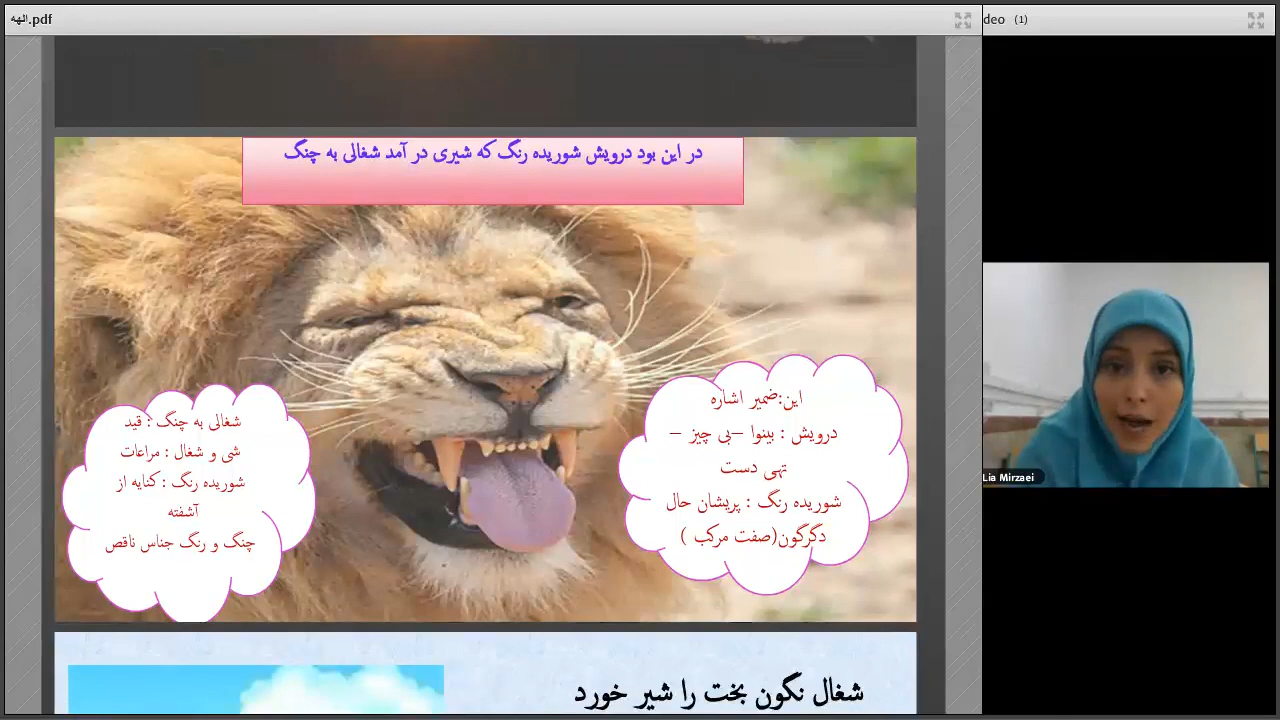 الهه.pdf
deo (1)
در این بود درویش شوریده رنگ که شیری در آمد شغالی به چنگ
این:ضمیر اشاره
درویش : بینوا –بی چیز –
تهی دست
شوریده رنگ : پریشان حال
دگرگون(صفت مرکب )
شغالی به چنگ : قید
شی و شغال : مراعات
شوریده رنگ : کنایه از
آشفته
چنگ و رنگ جناس ناقص
Lia Mirzaei
شغال نگون بخت را شیر خورد